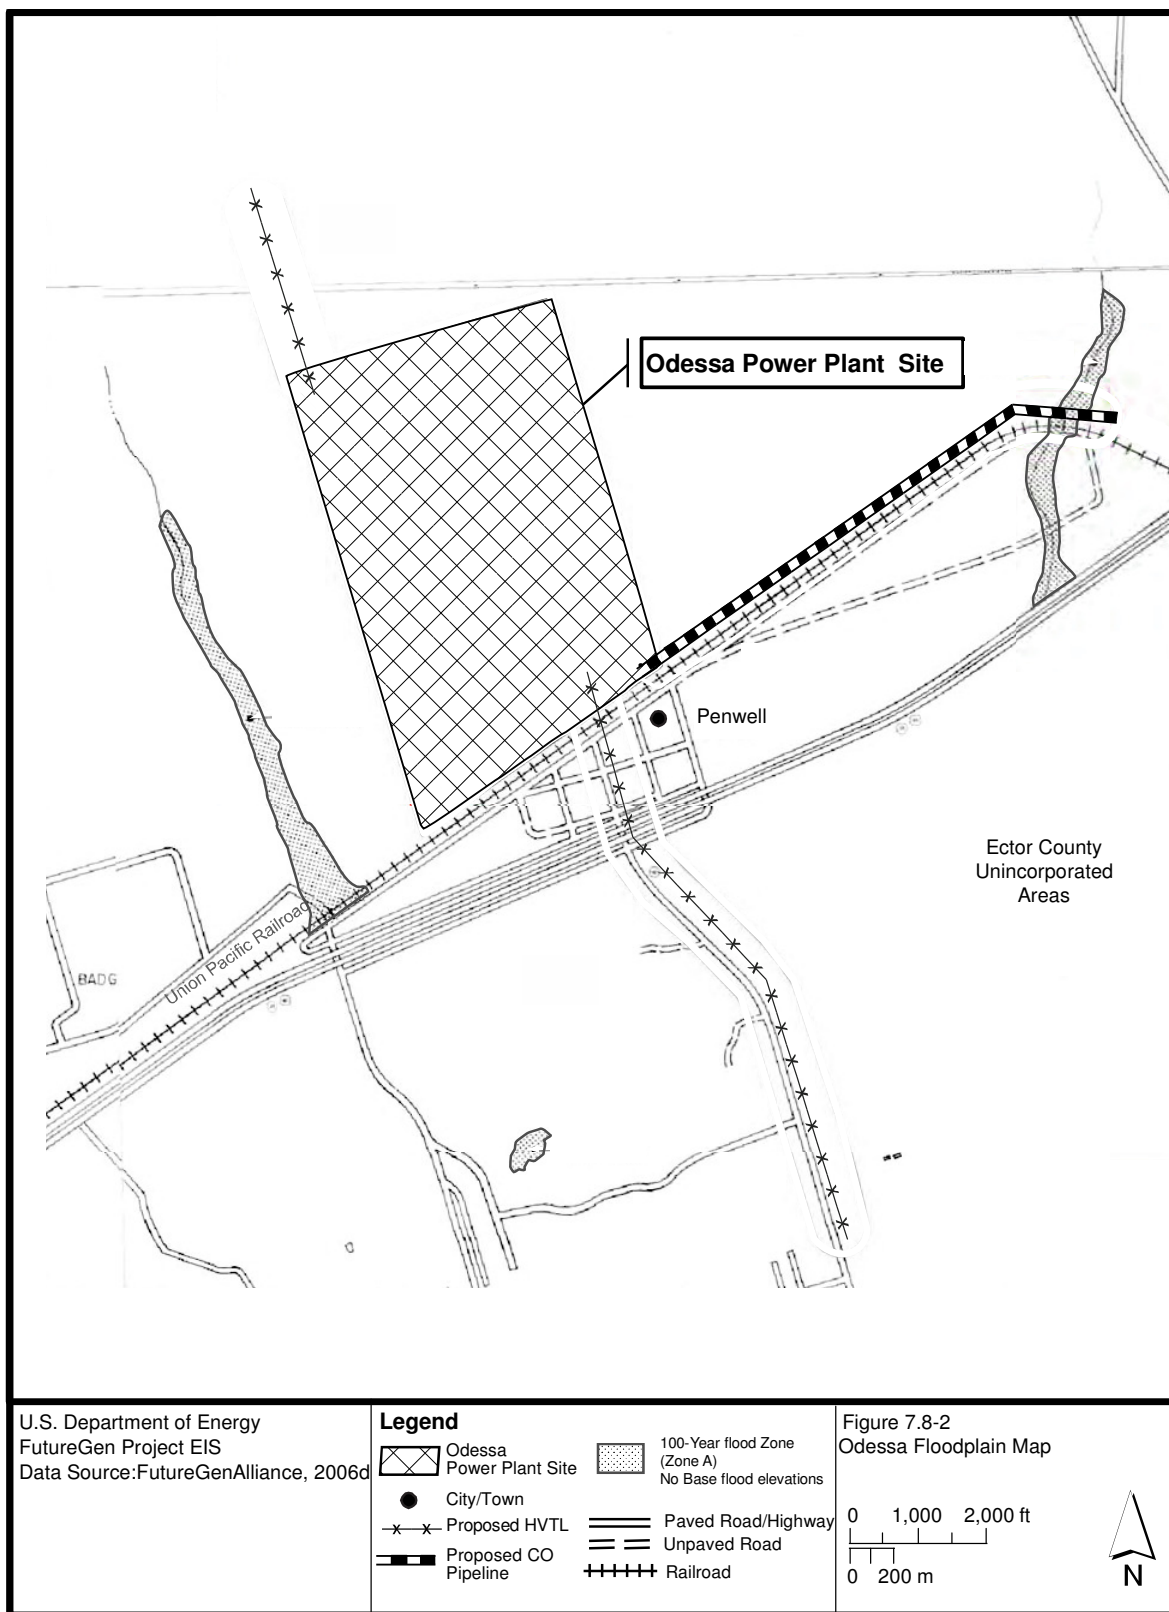 Odessa Power Plant Site
Penwell
Ector County
Unincorporated
Areas
Union Pacific Railroad
BADG
U.S. Department of Energy
FutureGen Project EIS
Data Source:FutureGenAlliance, 2006d
Legend
Odessa
Power Plant Site
City/Town
Proposed HVTL
Proposed CO
Pipeline
100-Year flood Zone
(Zone A)
No Base flood elevations
Paved Road/Highway
Unpaved Road
Railroad
Figure 7.8-2
Odessa Floodplain Map
0 1,000 2,000 ft
0 200 m
N